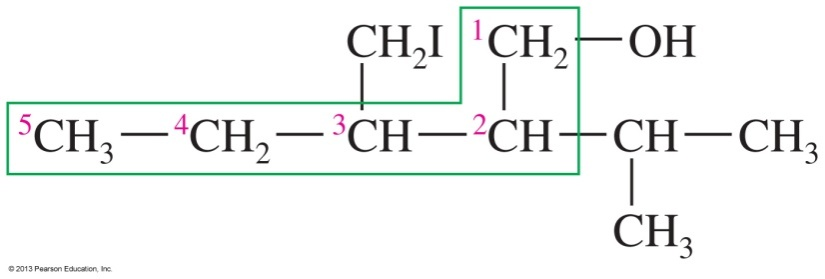 CH₂I ¹CH₂—OH
⁵CH₃—⁴CH₂—³CH—²CH—CH—CH₃
CH₃
© 2013 Pearson Education, Inc.